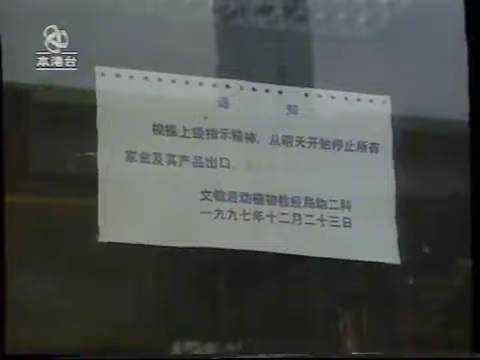 本港台
通 知
根据上级指示精神，从明天开始停止所有
家禽及其产品出口。
文锦渡动植物检疫局动二科
一九九七年十二月二十三日